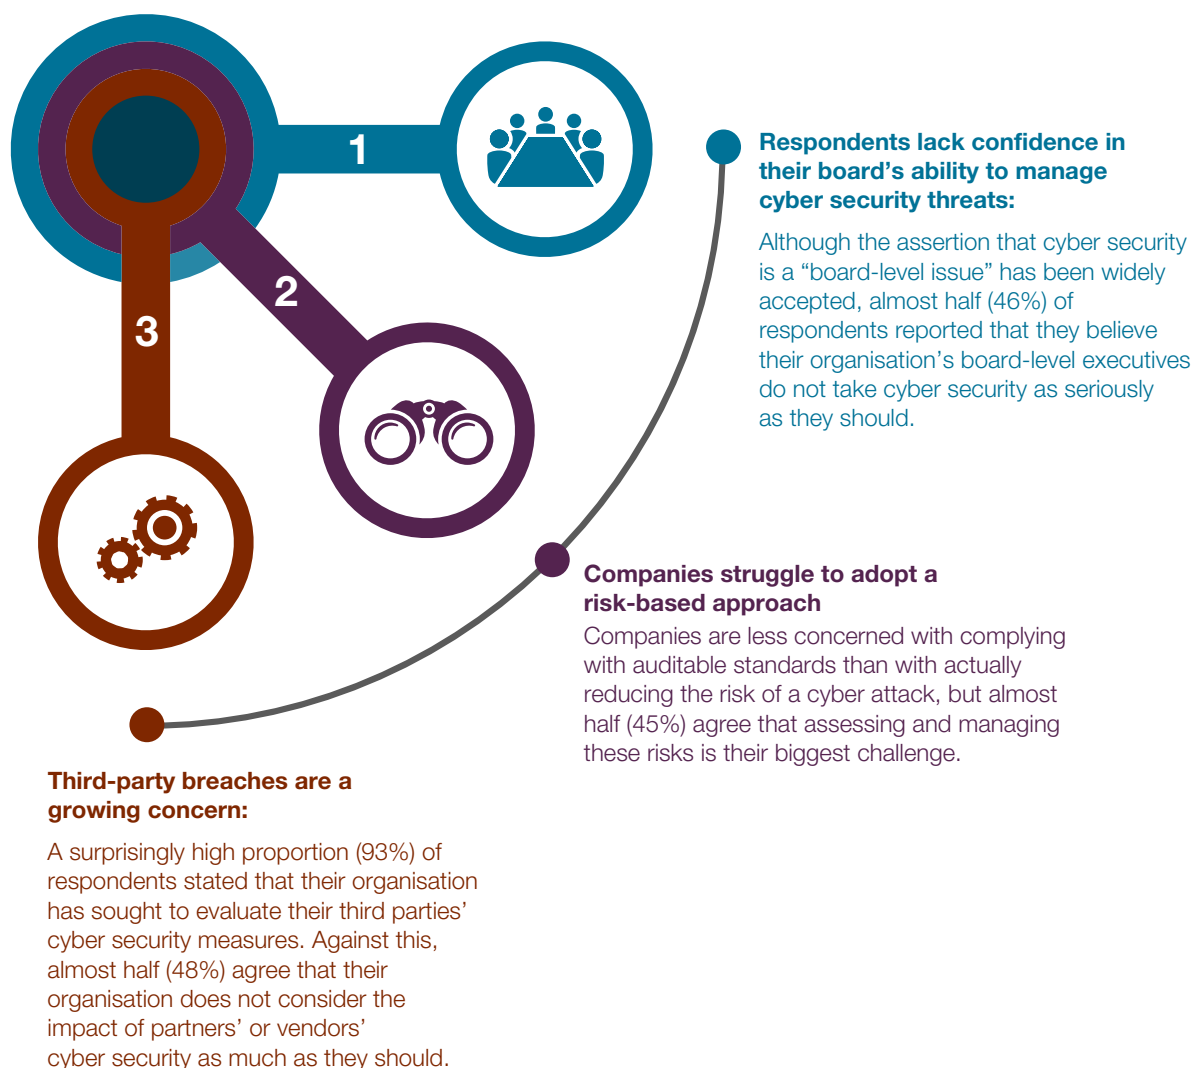 1
2
3
Respondents lack confidence in
their board’s ability to manage
cyber security threats:
Although the assertion that cyber security
is a “board-level issue” has been widely
accepted, almost half (46%) of
respondents reported that they believe
their organisation’s board-level executives
do not take cyber security as seriously
as they should.
Companies struggle to adopt a
risk-based approach
Companies are less concerned with complying
with auditable standards than with actually
reducing the risk of a cyber attack, but almost
half (45%) agree that assessing and managing
these risks is their biggest challenge.
Third-party breaches are a
growing concern:
A surprisingly high proportion (93%) of
respondents stated that their organisation
has sought to evaluate their third parties’
cyber security measures. Against this,
almost half (48%) agree that their
organisation does not consider the
impact of partners’ or vendors’
cyber security as much as they should.